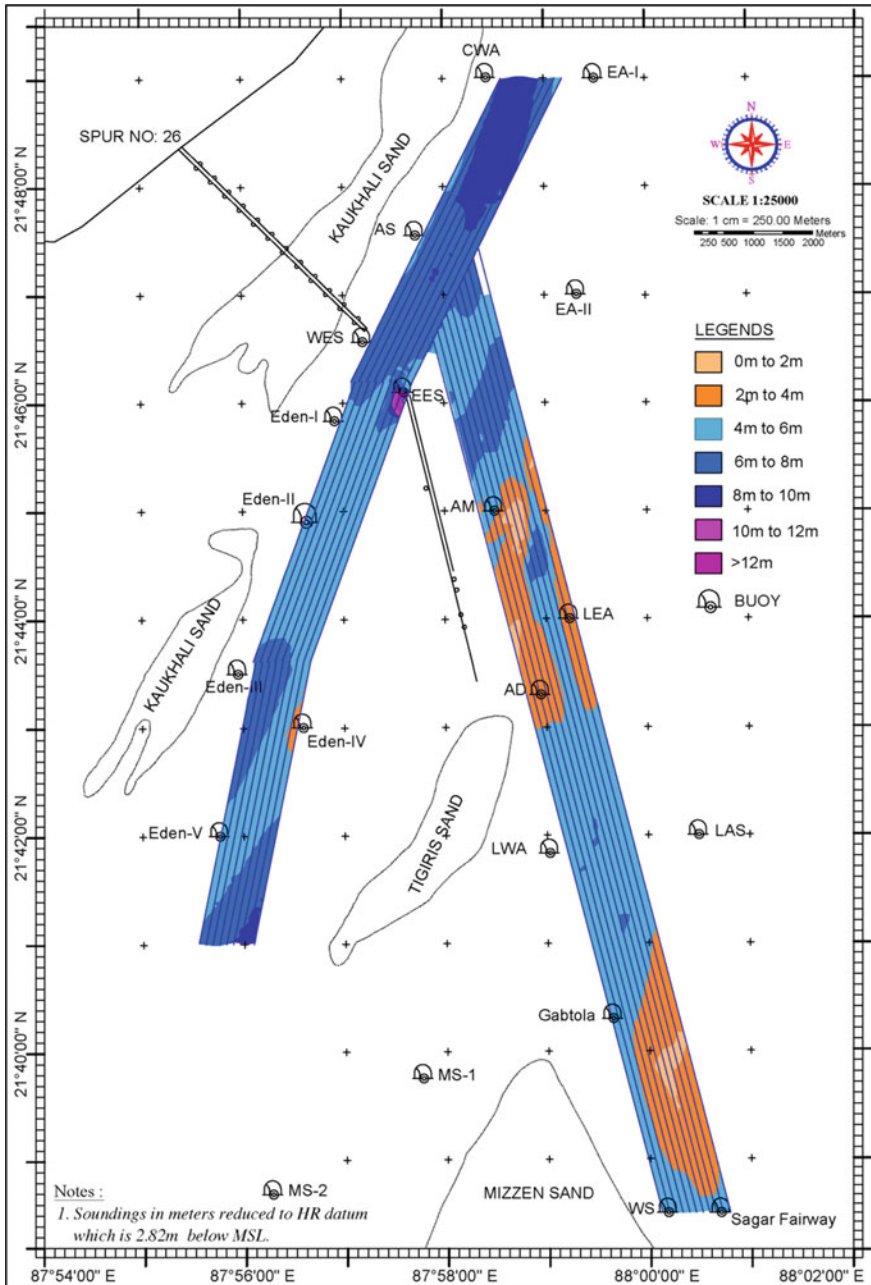 CWA
EA-I
SPUR NO: 26
N
W E
S
SCALE 1:25000
Scale: 1 cm = 250.00 Meters
250 500 1000 1500 2000 Meters
KAUKHALI SAND
AS
EA-II
WES
LEGENDS
0m to 2m
2m to 4m
4m to 6m
6m to 8m
8m to 10m
10m to 12m
>12m
BUOY
EES
Eden-I
Eden-II
AM
KAUKHALI SAND
LEA
Eden-III
AD
Eden-IV
TIGIRIS SAND
Eden-V
LWA
LAS
Gabtola
MS-1
MS-2
MIZZEN SAND
WS
Sagar Fairway
Notes :
1. Soundings in meters reduced to HR datum
which is 2.82m below MSL.
21°48'00" N
21°46'00" N
21°44'00" N
21°42'00" N
21°40'00" N
87°54'00" E
87°56'00" E
87°58'00" E
88°00'00" E
88°02'00" E